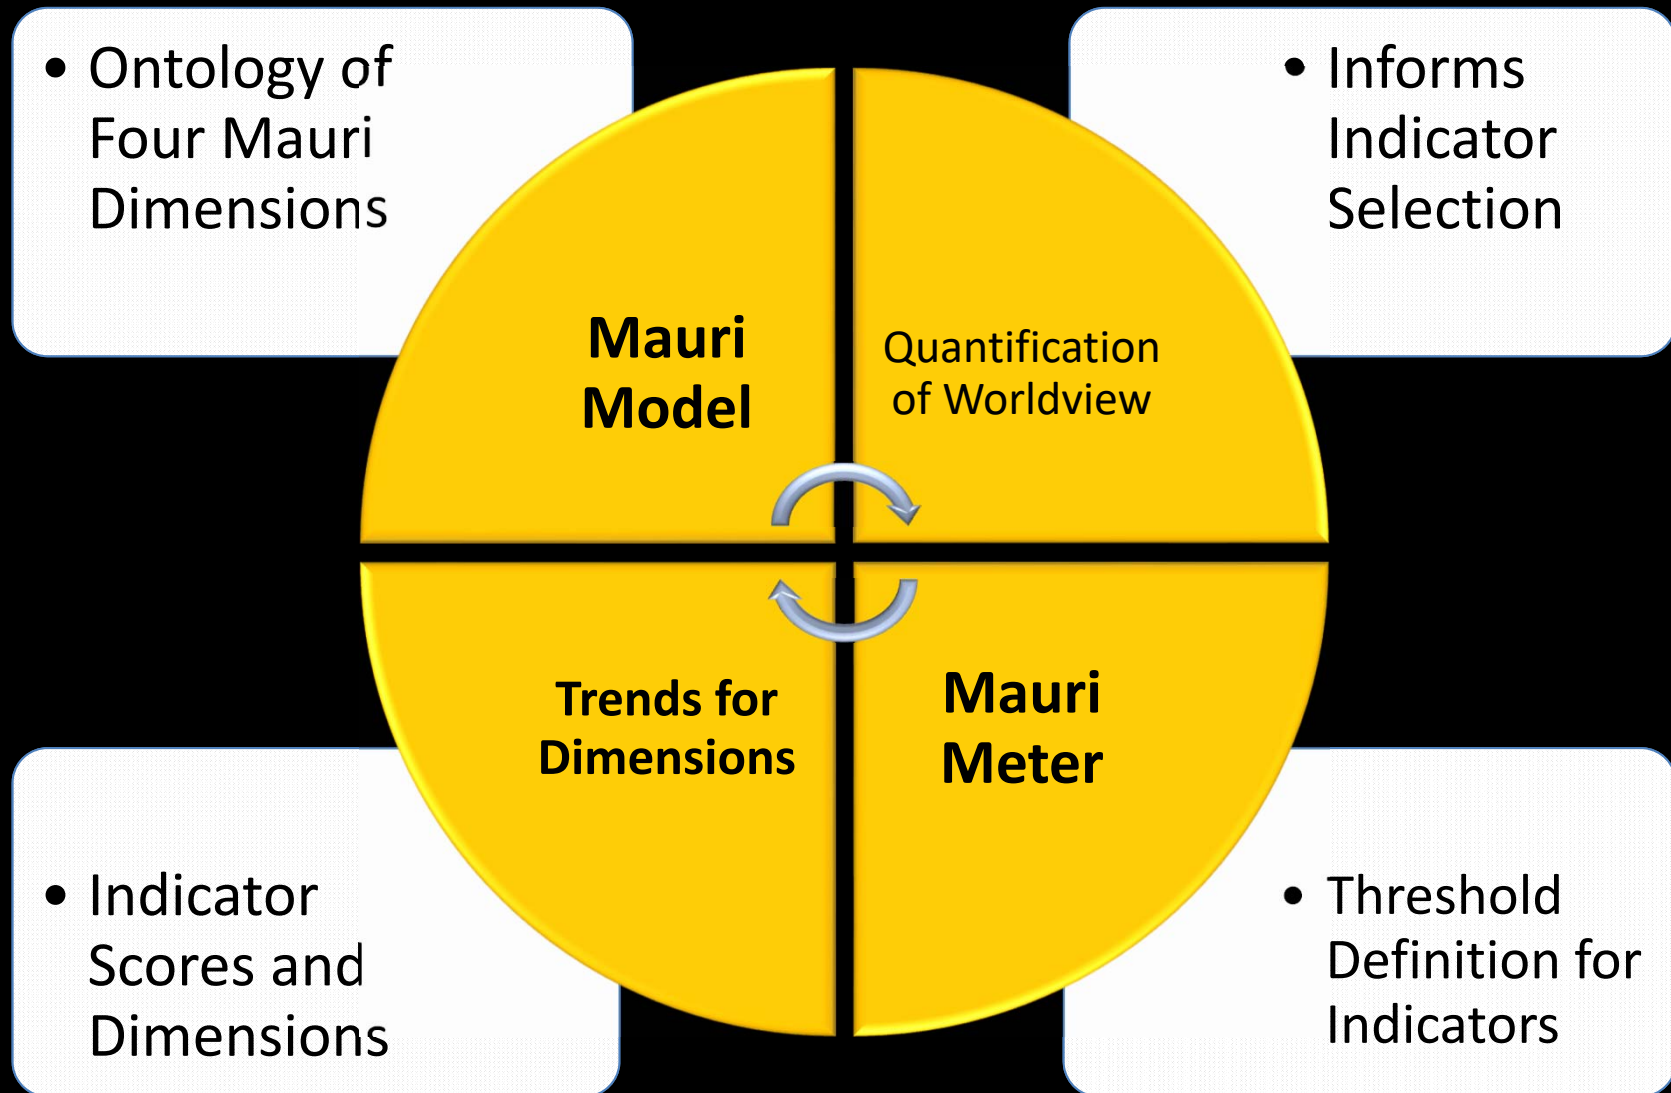 • Ontology of
Four Mauri
Dimensions
• Informs
Indicator
Selection
Mauri
Model
Quantification
of Worldview
Trends for
Dimensions
Mauri
Meter
• Indicator
Scores and
Dimensions
• Threshold
Definition for
Indicators